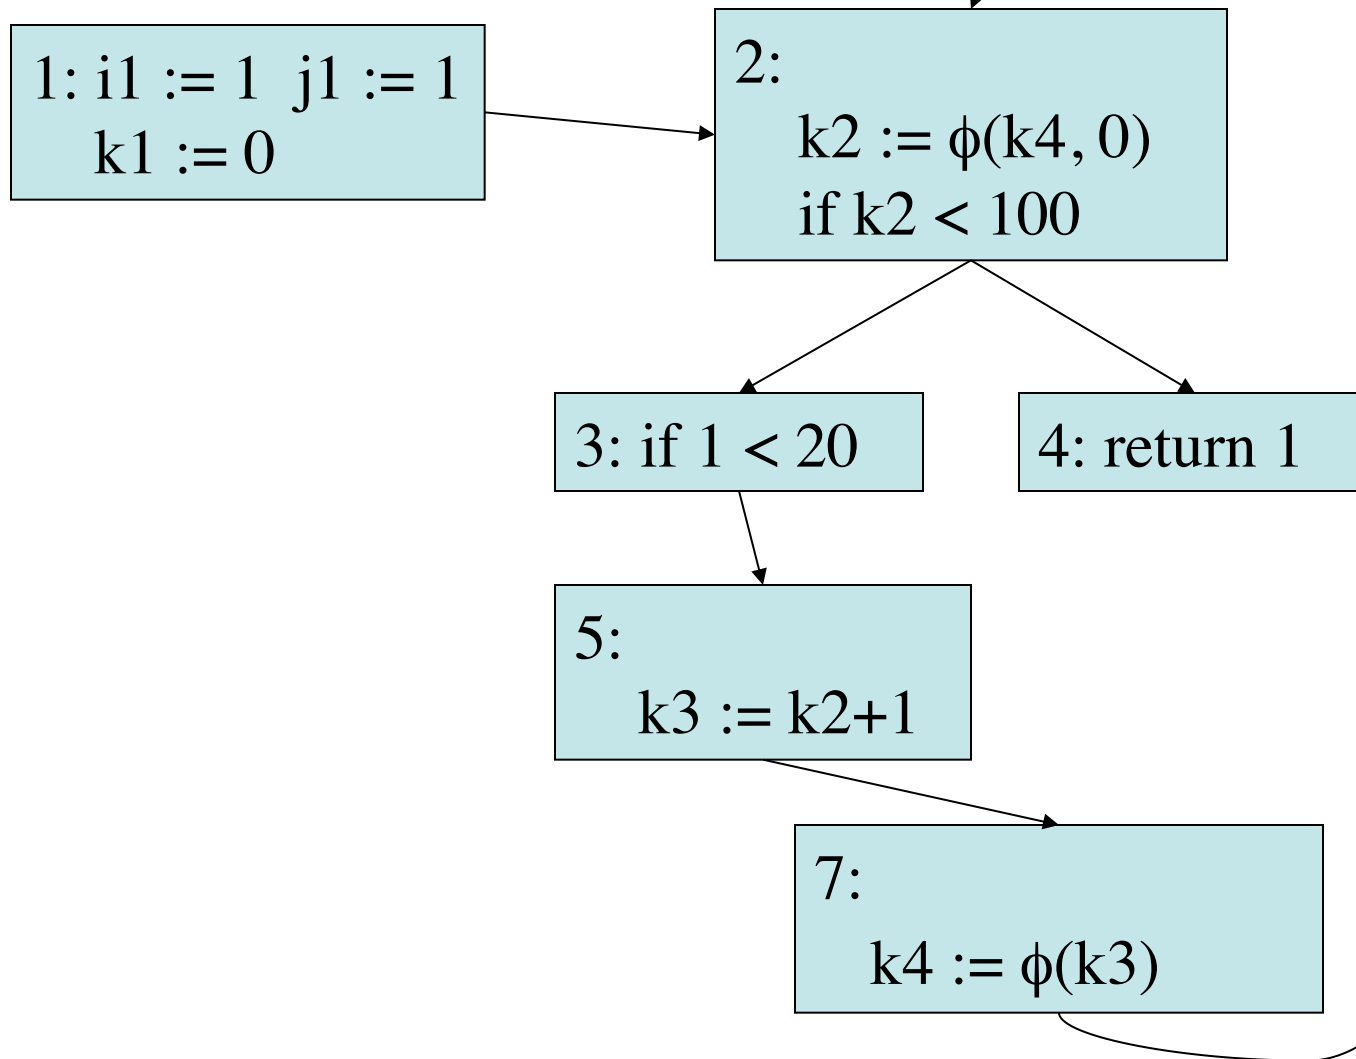 1: i1 := 1 j1 := 1
k1 := 0
2:
k2 := ϕ(k4, 0)
if k2 < 100
3: if 1 < 20
4: return 1
5:
k3 := k2+1
7:
k4 := ϕ(k3)